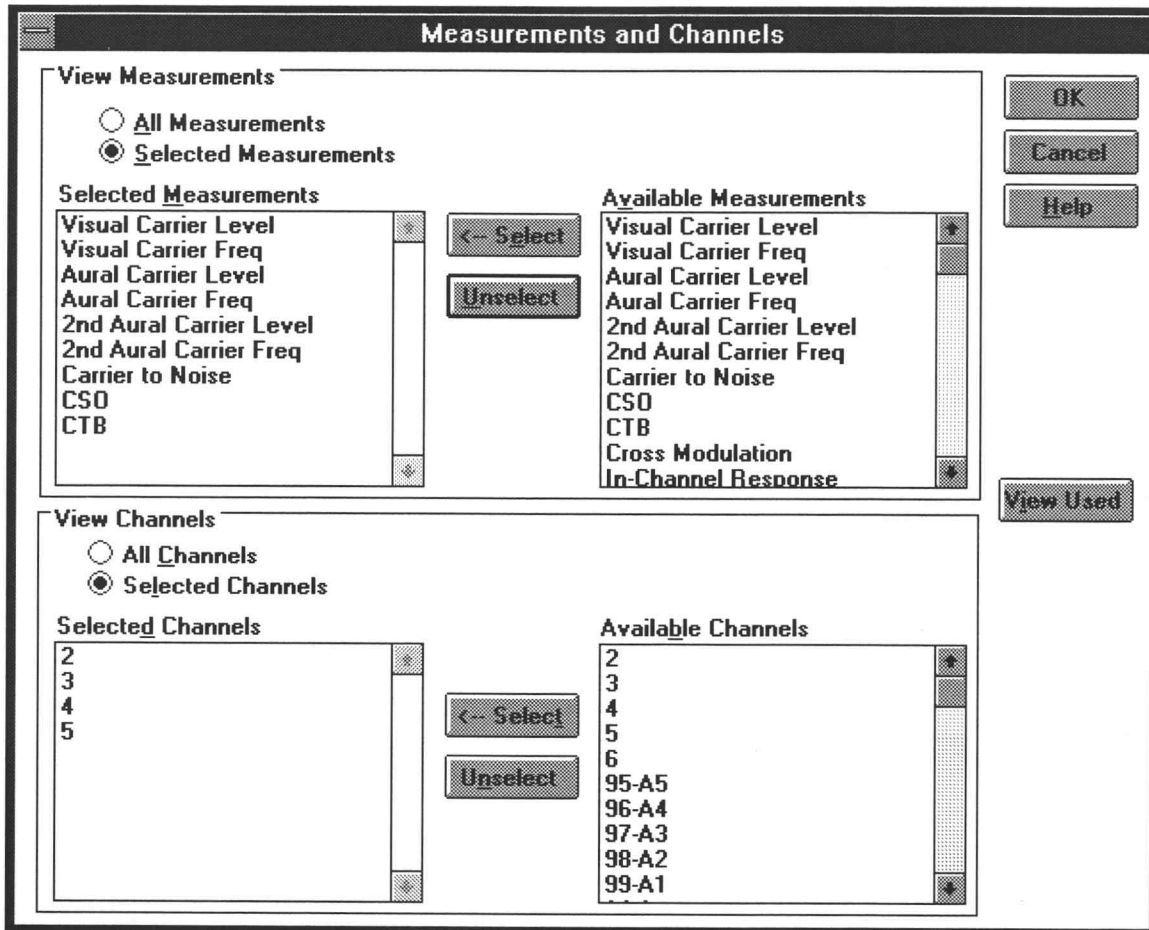 Measurements and Channels
View Measurements
All Measurements
Selected Measurements
Selected Measurements
Visual Carrier Level
Visual Carrier Freq
Aural Carrier Level
Aural Carrier Freq
2nd Aural Carrier Level
2nd Aural Carrier Freq
Carrier to Noise
CSO
CTB
<-- Select
Unselect
Available Measurements
Visual Carrier Level
Visual Carrier Freq
Aural Carrier Level
Aural Carrier Freq
2nd Aural Carrier Level
2nd Aural Carrier Freq
Carrier to Noise
CSO
CTB
Cross Modulation
In-Channel Response
OK
Cancel
Help
View Used
View Channels
All Channels
Selected Channels
Selected Channels
2
3
4
5
<-- Select
Unselect
Available Channels
2
3
4
5
6
95-A5
96-A4
97-A3
98-A2
99-A1